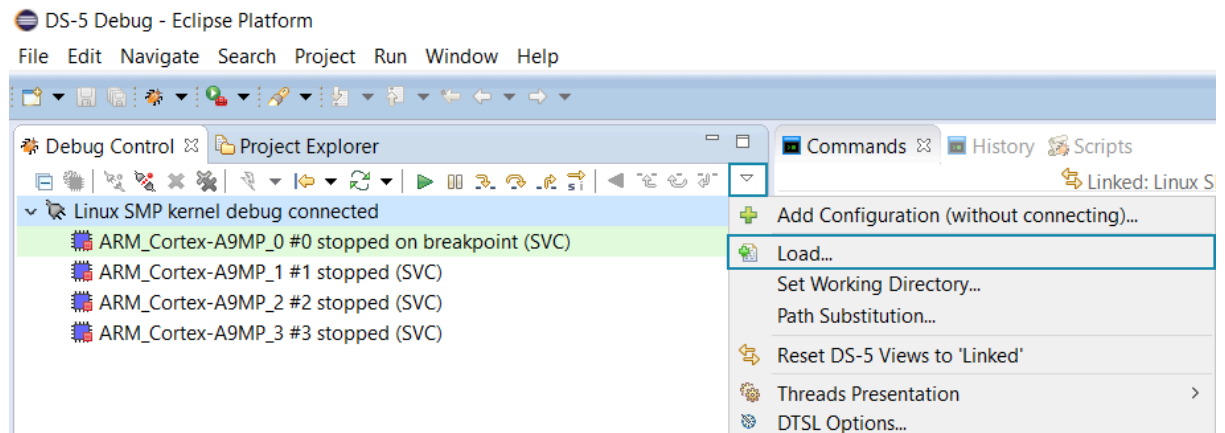 DS-5 Debug - Eclipse Platform
File Edit Navigate Search Project Run Window Help
Debug Control Project Explorer
Commands History Scripts
Linked: Linux S
Linux SMP kernel debug connected
ARM_Cortex-A9MP_0 #0 stopped on breakpoint (SVC)
ARM_Cortex-A9MP_1 #1 stopped (SVC)
ARM_Cortex-A9MP_2 #2 stopped (SVC)
ARM_Cortex-A9MP_3 #3 stopped (SVC)
Add Configuration (without connecting)...
Load...
Set Working Directory...
Path Substitution...
Reset DS-5 Views to 'Linked'
Threads Presentation
DTSL Options...